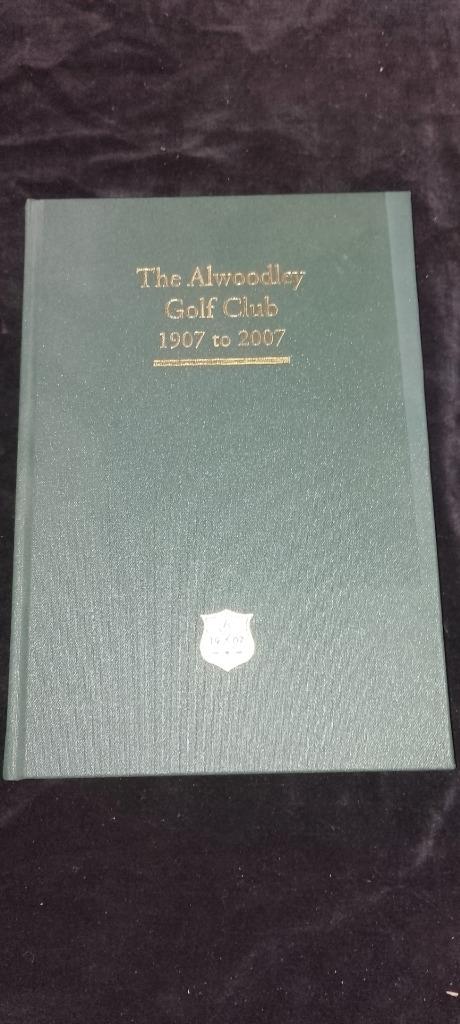 The Alwoodley
Golf Club
1907 to 2007